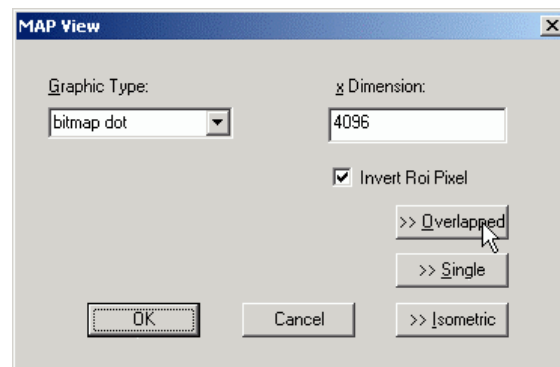 MAP View
Graphic Type:
x Dimension:
bitmap dot
4096
Invert Roi Pixel
>> Overlapped
>> Single
OK
Cancel
>> Isometric